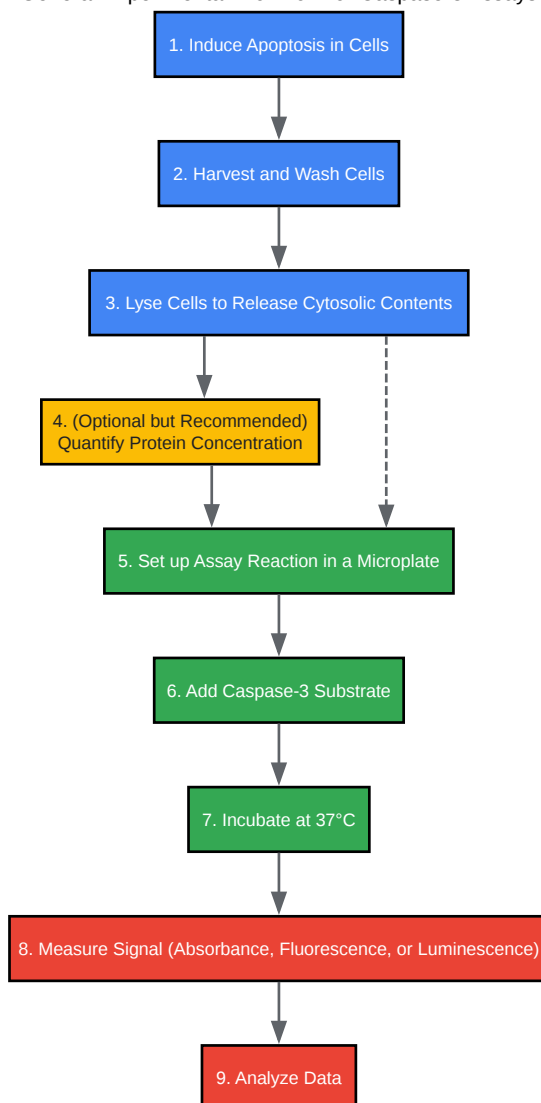 1. Induce Apoptosis in Cells
2. Harvest and Wash Cells
3. Lyse Cells to Release Cytosolic Contents
4. (Optional but Recommended)
Quantify Protein Concentration
5. Set up Assay Reaction in a Microplate
6. Add Caspase-3 Substrate
7. Incubate at 37°C
8. Measure Signal (Absorbance, Fluorescence, or Luminescence)
9. Analyze Data